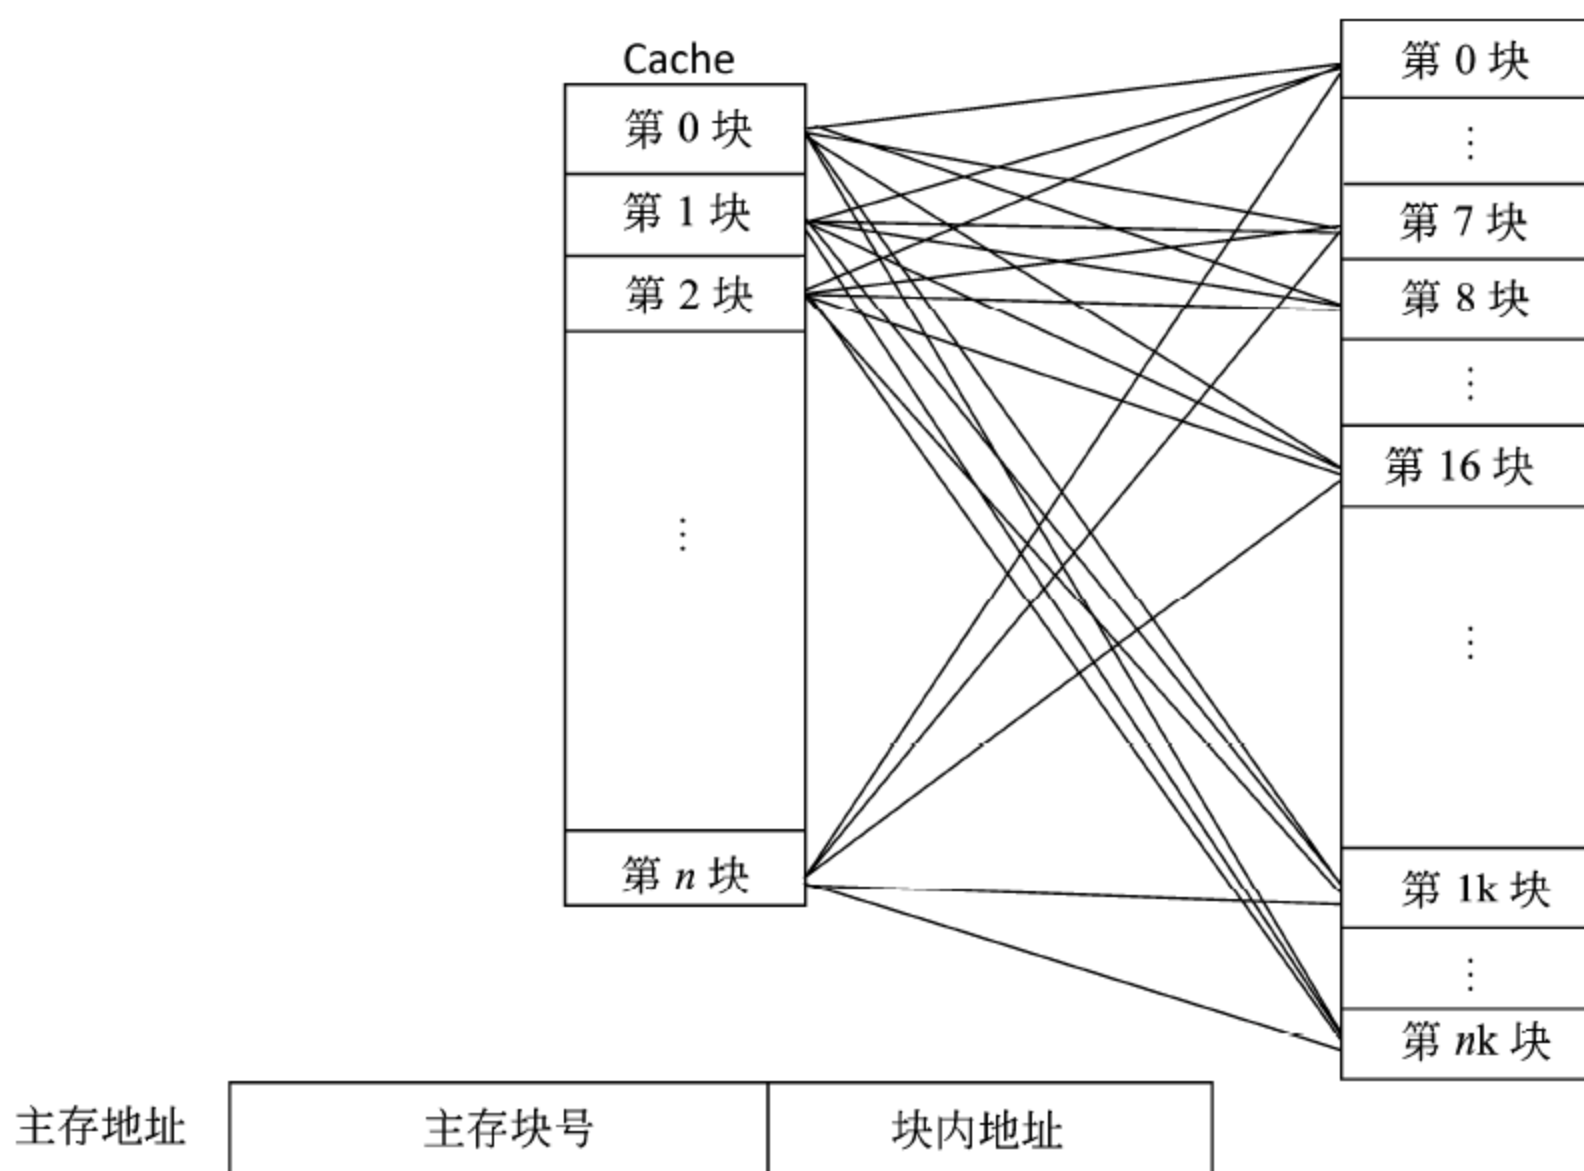 Cache
第 0 块
第 1 块
第 2 块
⋮
第 n 块
第 0 块
⋮
第 7 块
第 8 块
⋮
第 16 块
⋮
第 1k 块
⋮
第 nk 块
主存地址 主存块号 块内地址